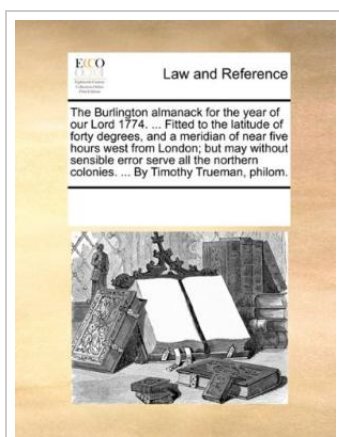 ECCO
Law and Reference
The Burlington almanack for the year of
our Lord 1774. ... Fitted to the latitude of
forty degrees, and a meridian of near five
hours west from London; but may without
sensible error serve all the northern
colonies. ... By Timothy Trueman, philom.